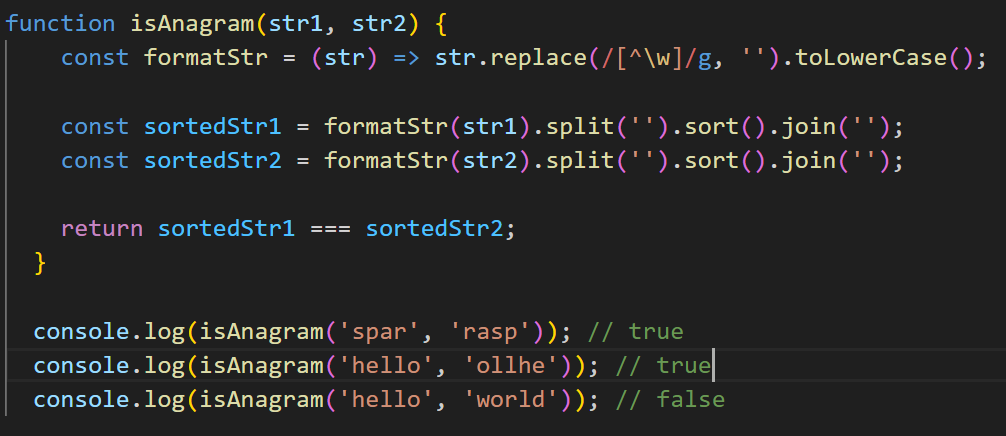 function isAnagram(str1, str2) {
const formatStr = (str) => str.replace(/[^\w]/g, '').toLowerCase();
const sortedStr1 = formatStr(str1).split('').sort().join('');
const sortedStr2 = formatStr(str2).split('').sort().join('');
return sortedStr1 === sortedStr2;
}
console.log(isAnagram('spar', 'rasp')); // true
console.log(isAnagram('hello', 'ollhe')); // true
console.log(isAnagram('hello', 'world')); // false